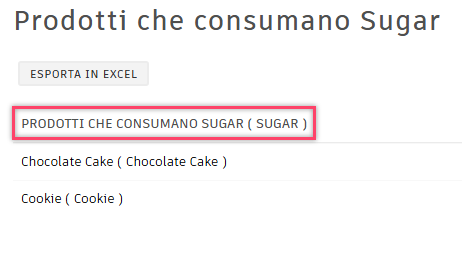 Prodotti che consumano Sugar
ESPORTA IN EXCEL
PRODOTTI CHE CONSUMANO SUGAR ( SUGAR )
Chocolate Cake ( Chocolate Cake )
Cookie ( Cookie )